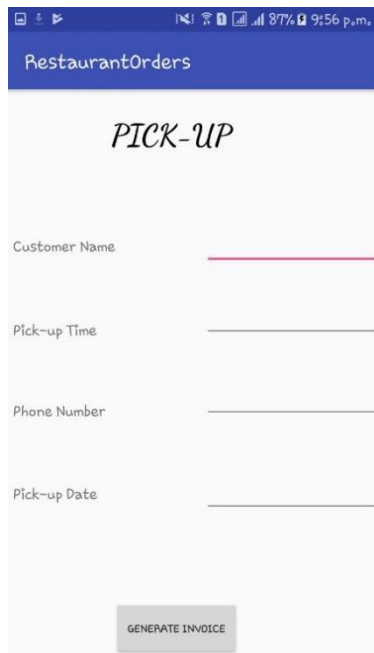 87% 9:56 p.m.
RestaurantOrders
PICK-UP
Customer Name
Pick-up Time
Phone Number
Pick-up Date
GENERATE INVOICE